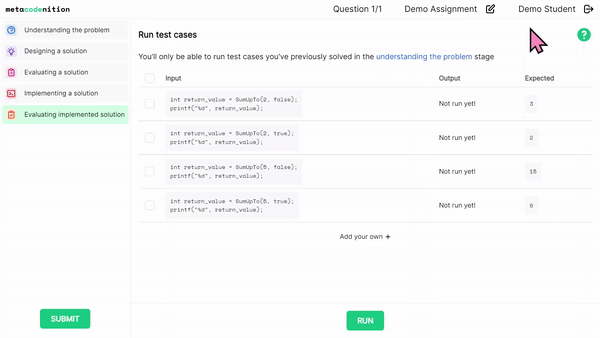 metacodenition
Question 1/1
Demo Assignment
Demo Student
Understanding the problem
Designing a solution
Evaluating a solution
Implementing a solution
Evaluating implemented solution
SUBMIT
Run test cases
?
You'll only be able to run test cases you've previously solved in the understanding the problem stage
Input Output Expected
int return_value = SumUpTo(2, false);
printf("%d", return_value);
Not run yet!
3
int return_value = SumUpTo(2, true);
printf("%d", return_value);
Not run yet!
2
int return_value = SumUpTo(5, false);
printf("%d", return_value);
Not run yet!
15
int return_value = SumUpTo(5, true);
printf("%d", return_value);
Not run yet!
6
Add your own +
RUN